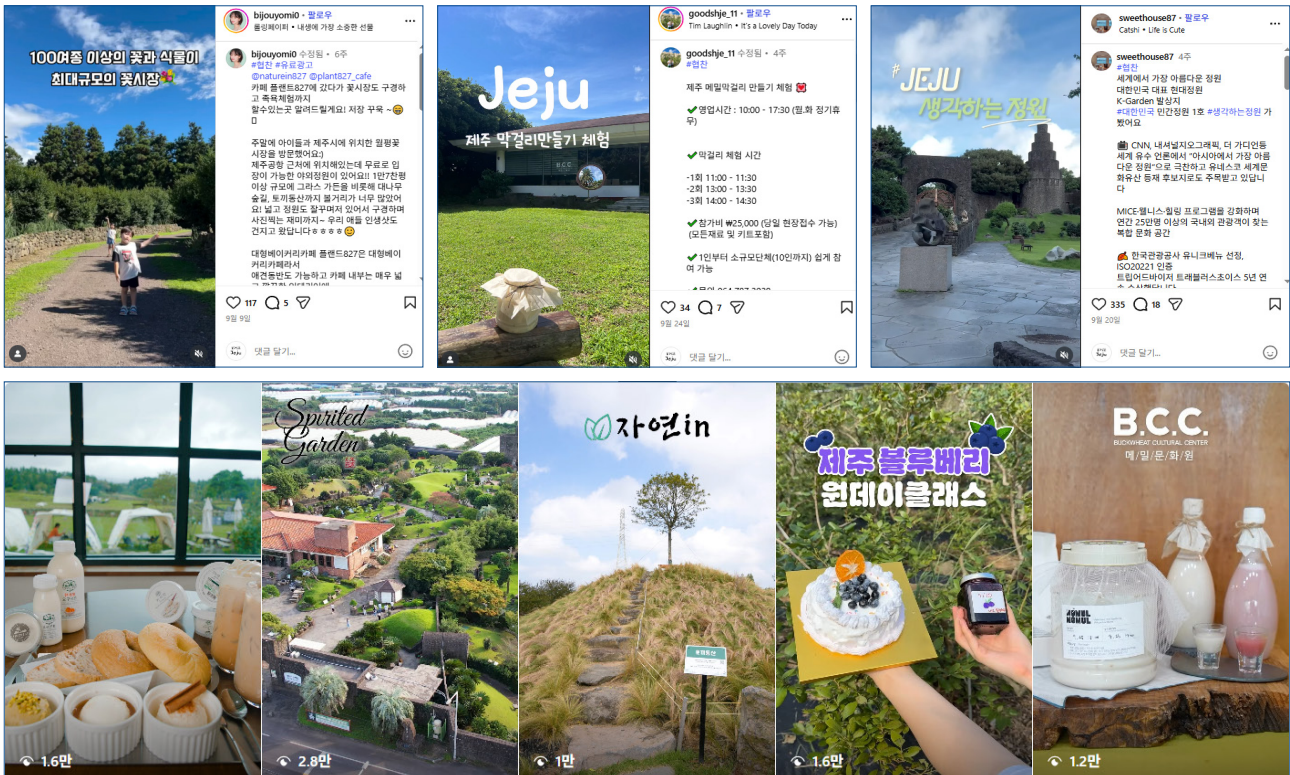 100여종 이상의 꽃과 식물이
최대규모의 꽃시장
bijouyomi0 • 팔로우
롤링페이퍼 • 내생에 가장 소중한 선물
bijouyomi0 수정됨 • 6주
#협찬 #유료광고
@naturein827 @plant827_cafe
카페 플랜트827에 갔다가 꽃시장도 구경하
고 족욕체험까지
할수있는곳 알려드릴게요! 저장 꾸욱 ~
주말에 아이들과 제주시에 위치한 월평꽃
시장을 방문했어요:)
제주공항 근처에 위치해있는데 무료로 입
장이 가능한 야외정원이 있어요!! 1만7천평
이상 규모에 그라스 가든을 비롯해 대나무
숲길, 토끼동산까지 볼거리가 너무 많았어
요! 넓고 정원도 잘꾸며져 있어서 구경하며
사진찍는 재미까지~ 우리 애들 인생샷도
건지고 왔답니다ㅎㅎㅎㅎ
대형베이커리카페 플랜트827은 대형베이
커리카페라서
애견동반도 가능하고 카페 내부는 매우 넓
117 5
9월 9일
댓글 달기...
Jeju
제주 막걸리만들기 체험
B.C.C
goodshje_11 • 팔로우
Tim Laughlin • It's a Lovely Day Today
goodshje_11 수정됨 • 4주
#협찬
제주 메밀막걸리 만들기 체험
영업시간 : 10:00 - 17:30 (월.화 정기휴
무)
막걸리 체험 시간
-1회 11:00 - 11:30
-2회 13:00 - 13:30
-3회 14:00 - 14:30
참가비 ₩25,000 (당일 현장접수 가능)
(모든재료 및 키트포함)
1인부터 소규모단체(10인까지) 쉽게 참
여 가능
34 7
9월 24일
댓글 달기...
#JEJU
생각하는 정원
sweethouse87 • 팔로우
Catshi • Life is Cute
sweethouse87 4주
#협찬
세계에서 가장 아름다운 정원
대한민국 대표 현대정원
K-Garden 발상지
#대한민국 민간정원 1호 #생각하는정원 가
봤어요
CNN, 내셔널지오그래픽, 더 가디언등
세계 유수 언론에서 "아시아에서 가장 아름
다운 정원"으로 극찬하고 유네스코 세계문
화유산 등재 후보지로도 주목받고 있답니
다
MICE·웰니스·힐링 프로그램을 강화하며
연간 25만명 이상의 국내외 관광객이 찾는
복합 문화 공간
한국관광공사 유니크베뉴 선정,
ISO20221 인증
트립어드바이저 트래블러스초이스 5년 연
335 18
9월 20일
댓글 달기...
1.6만
Spirited
Garden
2.8만
자연in
1만
제주 블루베리
원데이클래스
1.6만
B.C.C.
BUCKWHEAT CULTURAL CENTER
메/밀/문/화/원
1.2만